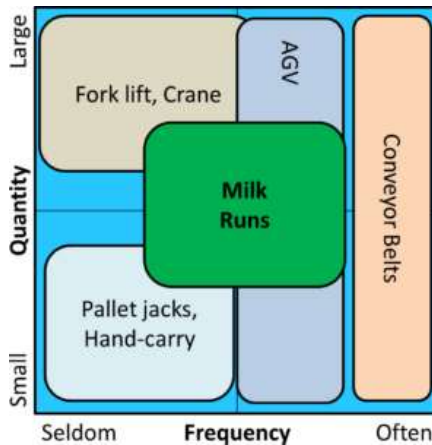 Large
Quantity
Small
Fork lift, Crane
AGV
Conveyor Belts
Milk
Runs
Pallet jacks,
Hand-carry
Seldom
Frequency
Often